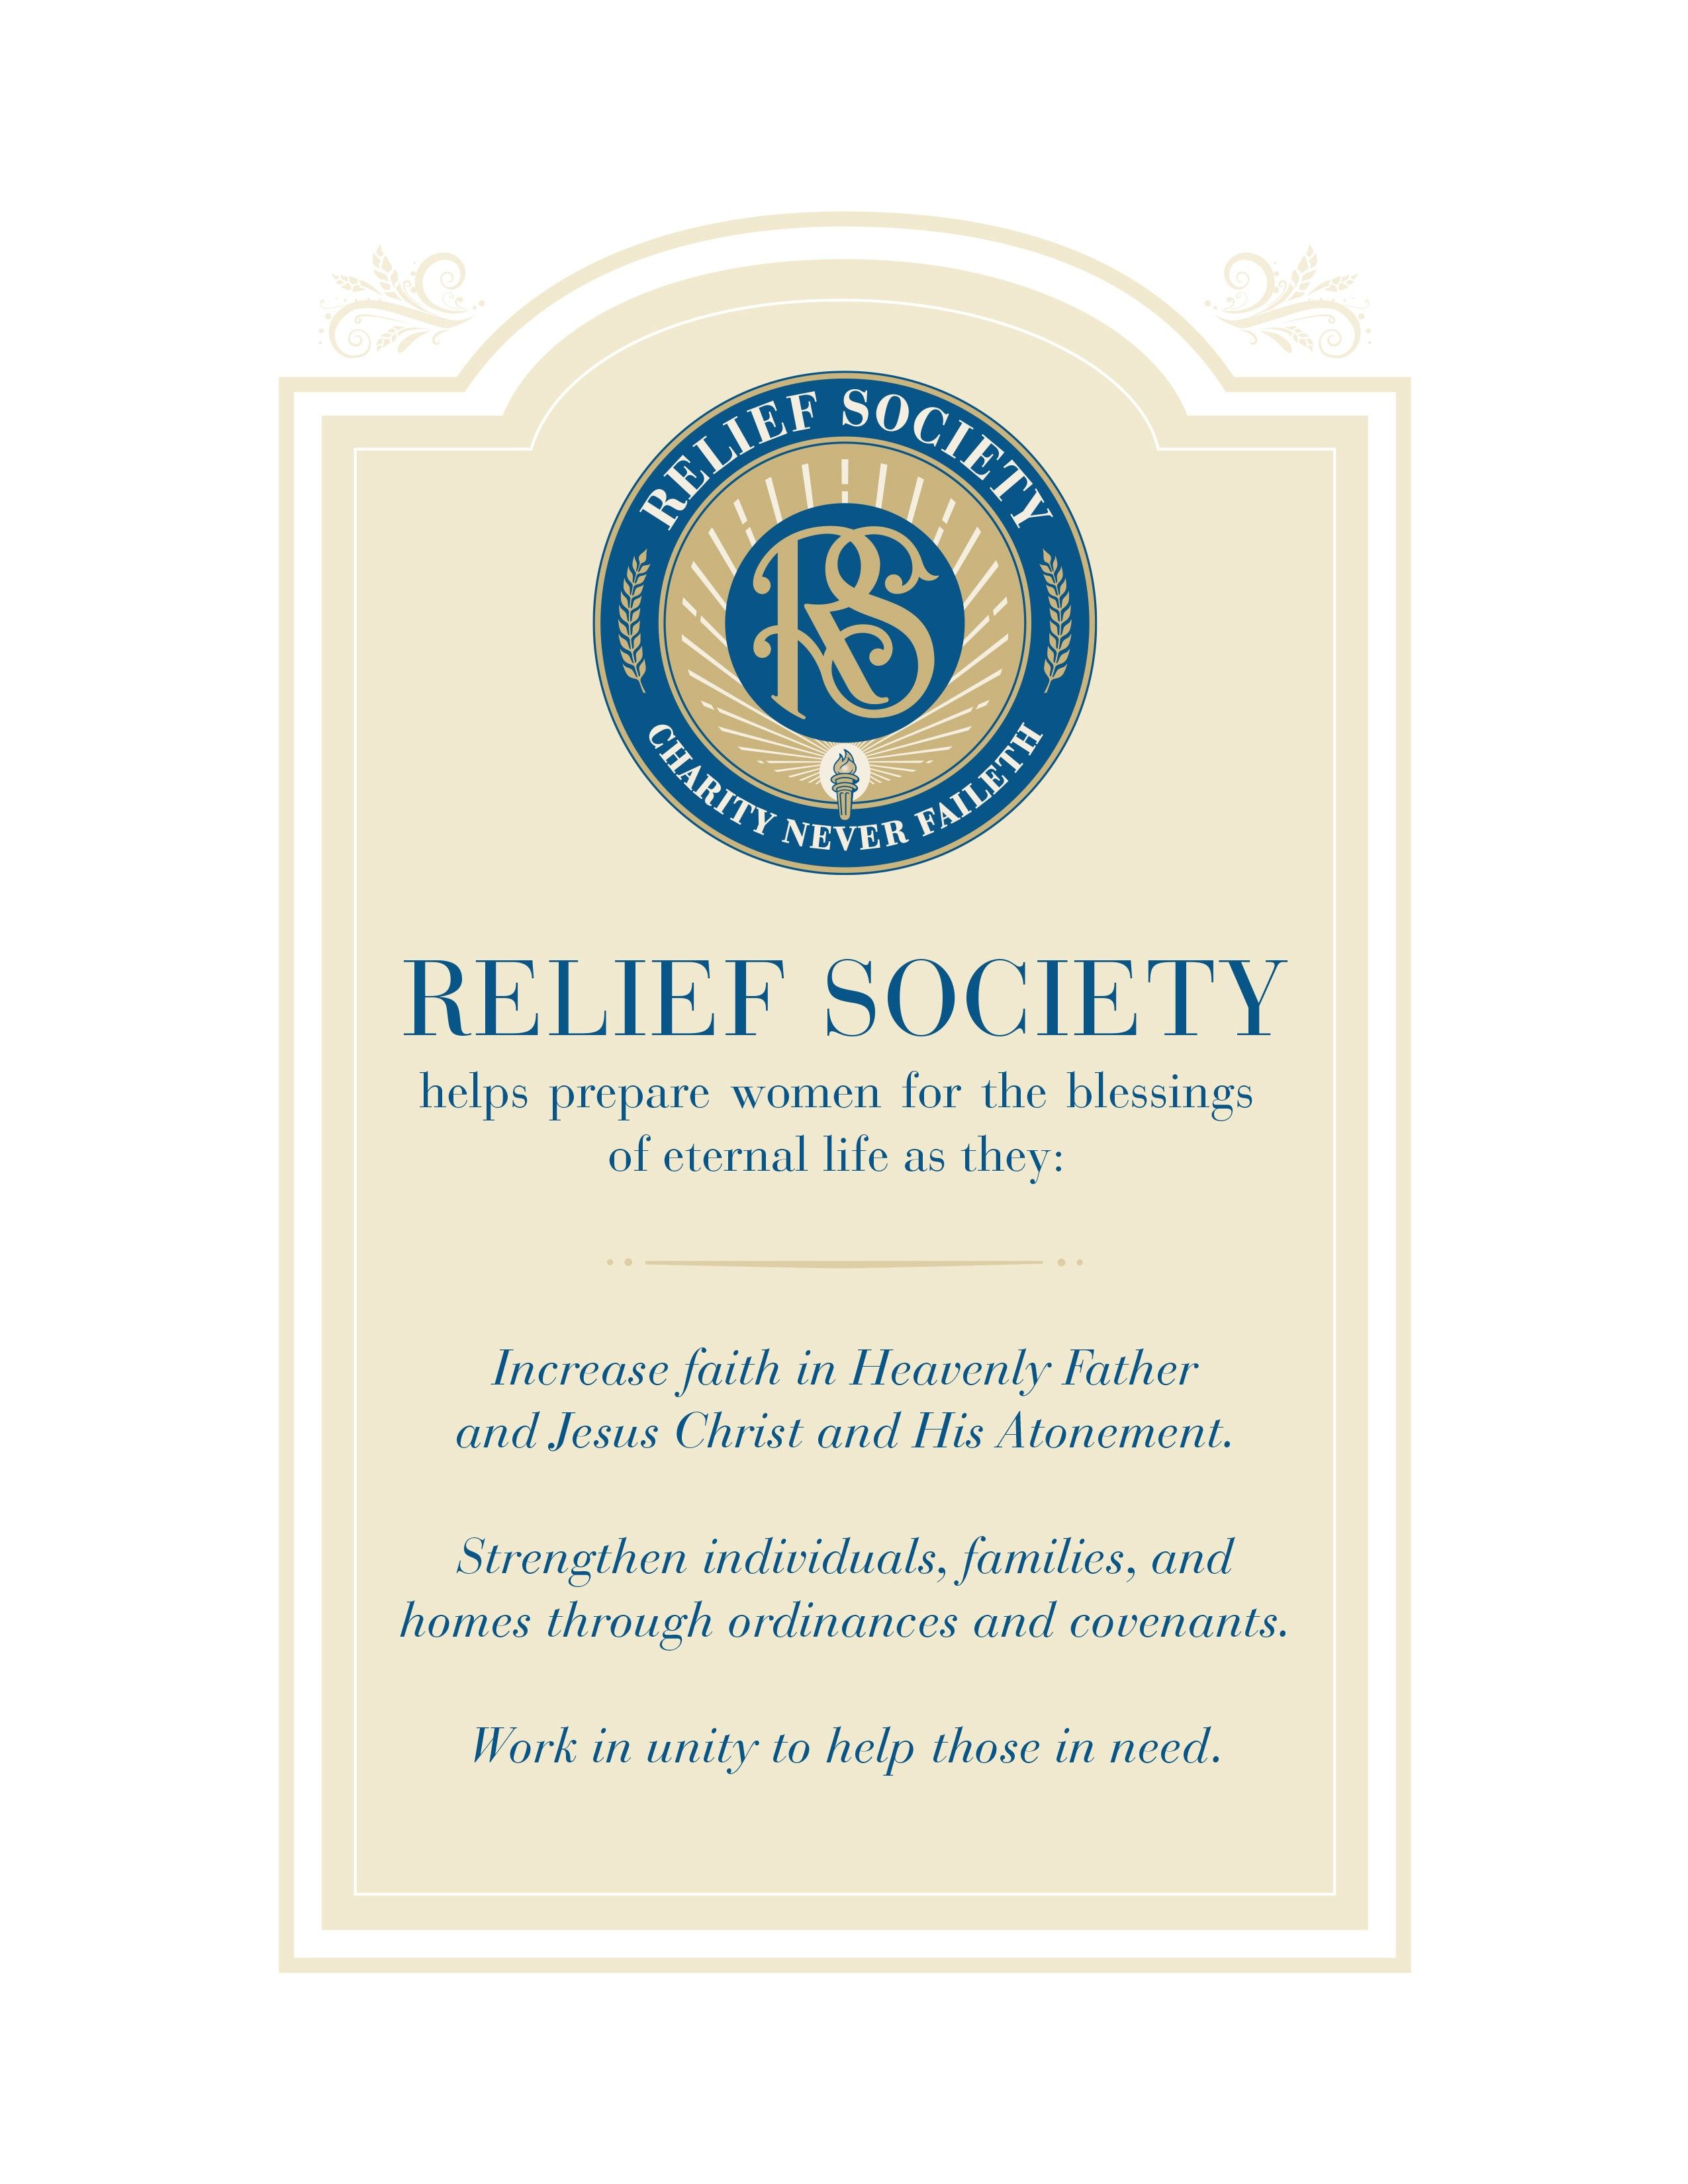 RELIEF SOCIETY
RS
CHARITY NEVER FAILETH
RELIEF SOCIETY
helps prepare women for the blessings
of eternal life as they:
Increase faith in Heavenly Father
and Jesus Christ and His Atonement.
Strengthen individuals, families, and
homes through ordinances and covenants.
Work in unity to help those in need.